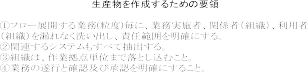 生産物を作成するための要領
①フロー展開する業務(粒度)毎に、業務実施者、関係者（組織）、利用者
（組織）を漏れなく洗い出し、責任範囲を明確にする。
②関連するシステムもすべて抽出する。
③組織は、作業拠点単位まで落とし込むこと。
④業務の遂行と確認及び承認を明確にすること。